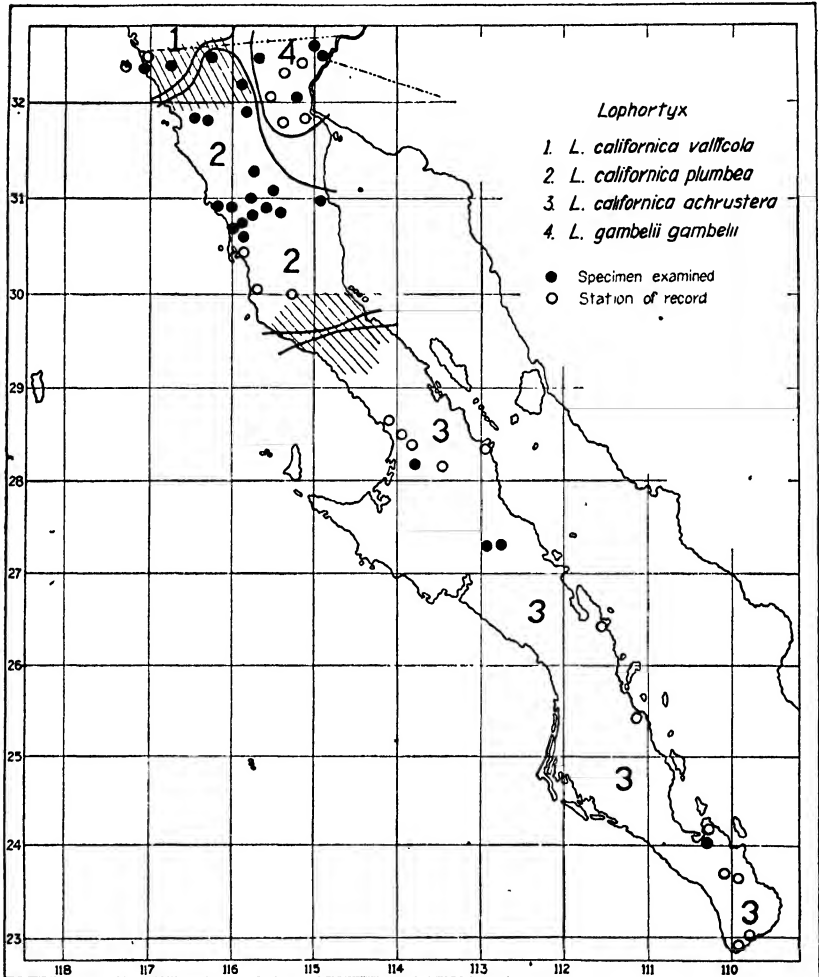 1
4
32
Lophortyx
1. L. californica vallicola
2. L. californica plumbea
3. L. californica achrustera
4. L. gambelii gambelii
2
31
● Specimen examined
○ Station of record
2
30
29
3
28
27
3
26
25
3
24
3
23
118 117 116 115 114 113 112 111 110